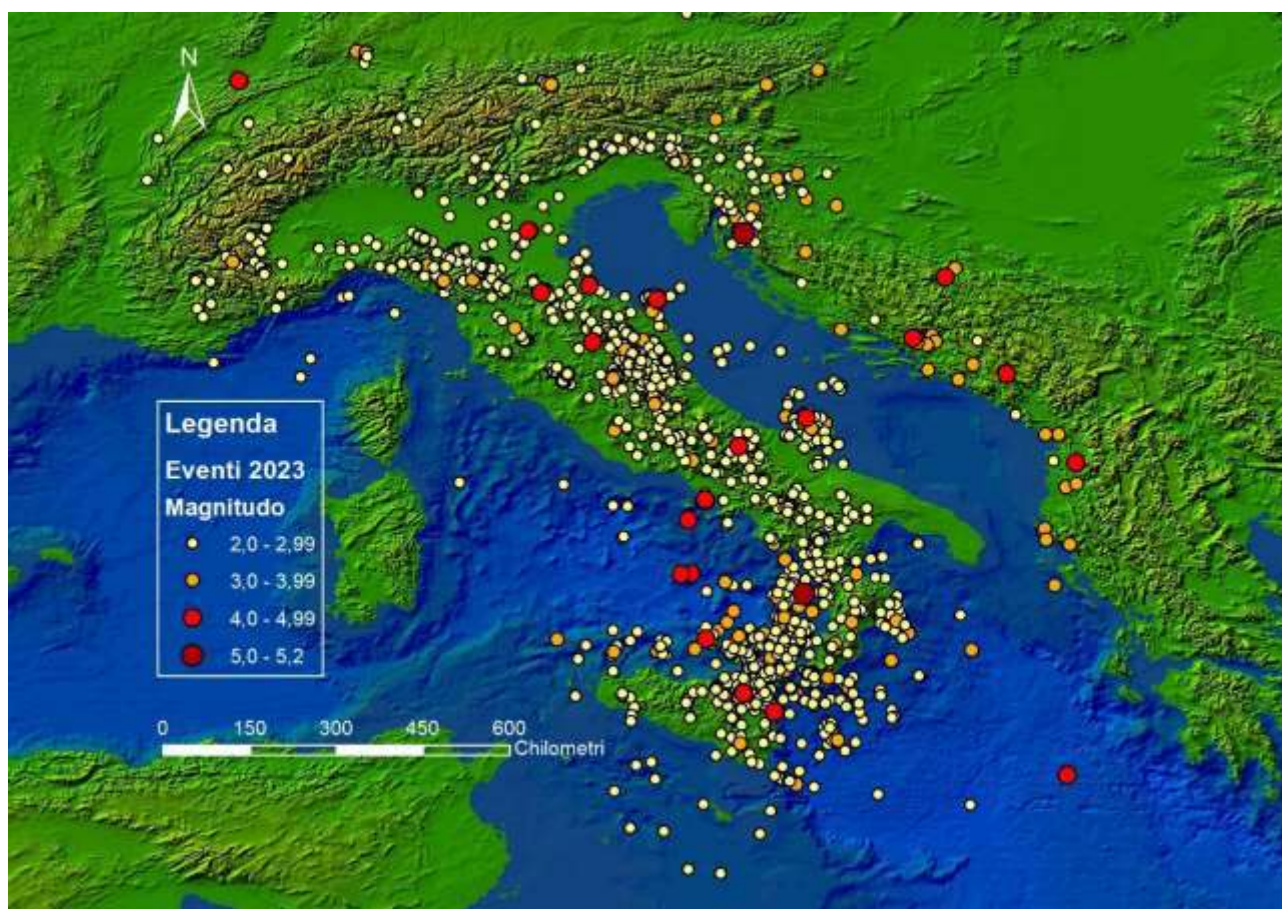 N
Legenda
Eventi 2023
Magnitudo
2,0 - 2,99
3,0 - 3,99
4,0 - 4,99
5,0 - 5,2
0 150 300 450 600
Chilometri